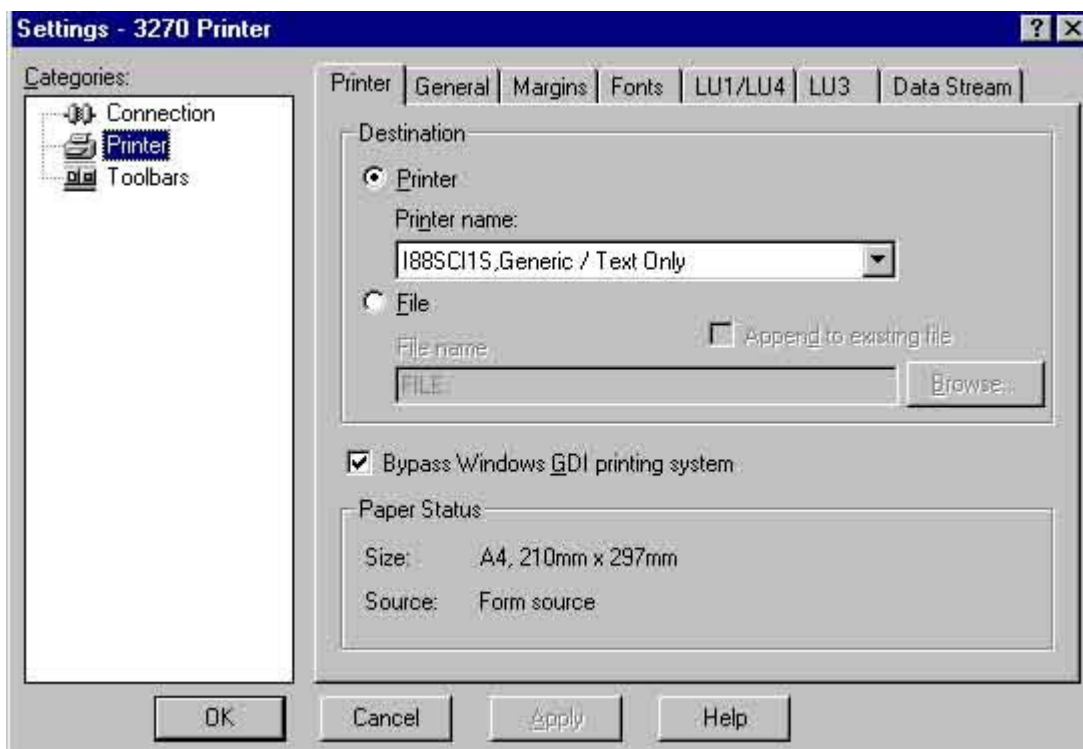 Settings - 3270 Printer
Categories:
Connection
Printer
Toolbars
Printer General Margins Fonts LU1/LU4 LU3 Data Stream
Destination
Printer
Printer name:
I88SCI1S,Generic / Text Only
File
Append to existing file
File name
FILE:
Browse...
Bypass Windows GDI printing system
Paper Status
Size: A4, 210mm x 297mm
Source: Form source
OK Cancel Apply Help